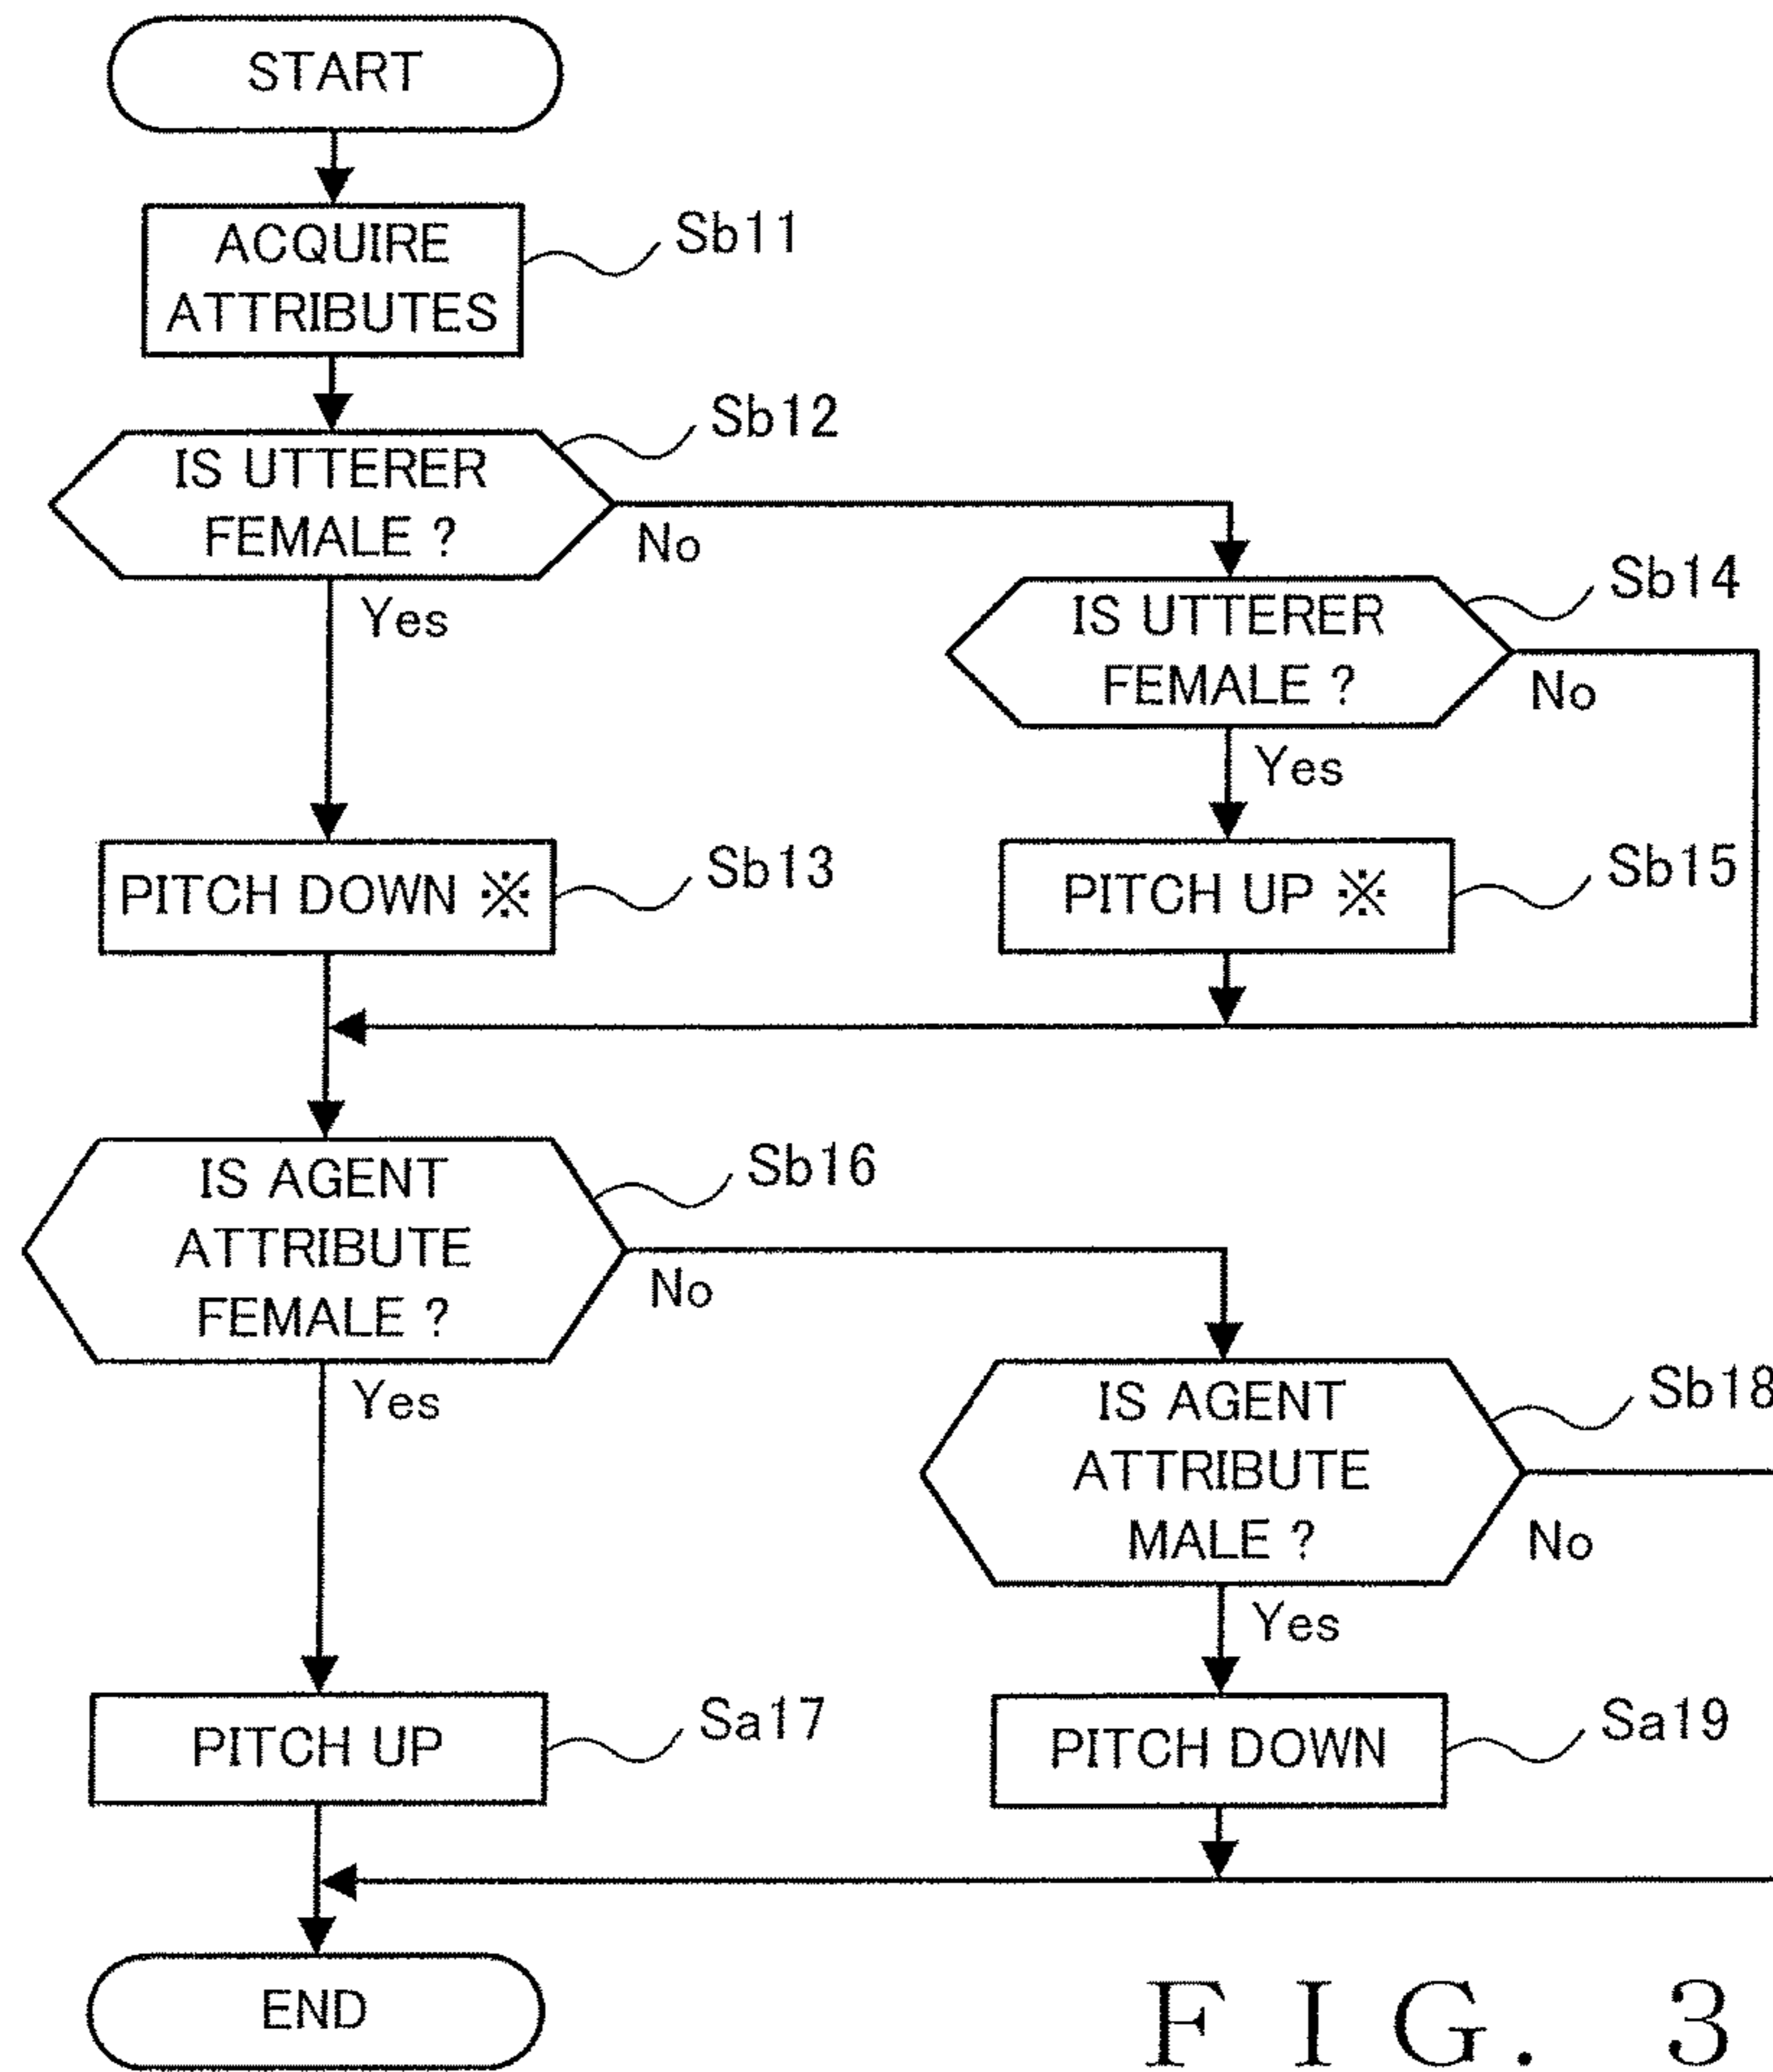 START
ACQUIRE
ATTRIBUTES
Sb11
IS UTTERER
FEMALE ?
Sb12
No
Yes
IS UTTERER
FEMALE ?
Sb14
No
Yes
PITCH DOWN ※
Sb13
PITCH UP ※
Sb15
IS AGENT
ATTRIBUTE
FEMALE ?
Sb16
No
Yes
IS AGENT
ATTRIBUTE
MALE ?
Sb18
No
Yes
PITCH UP
Sa17
PITCH DOWN
Sa19
END
FIG. 3